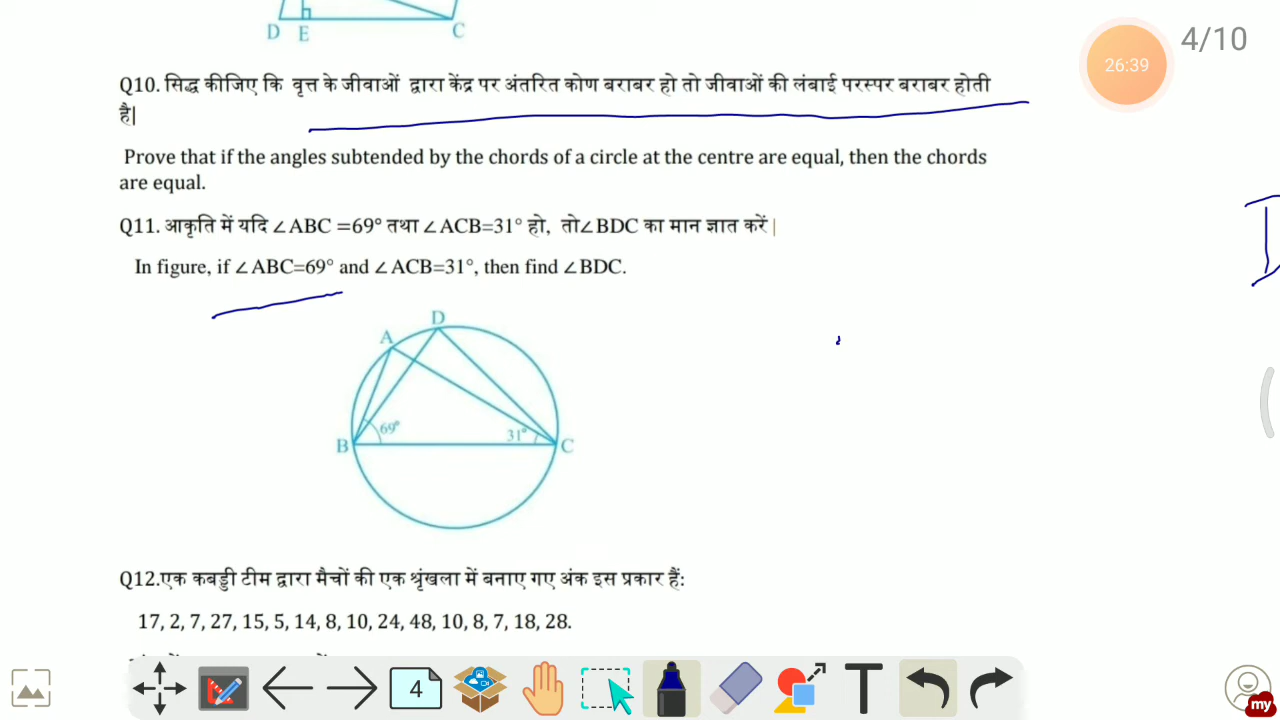 4/10
26:39
D E C
Q10. सिद्ध कीजिए कि वृत्त के जीवाओं द्वारा केंद्र पर अंतरित कोण बराबर हो तो जीवाओं की लंबाई परस्पर बराबर होती
है|
Prove that if the angles subtended by the chords of a circle at the centre are equal, then the chords
are equal.
Q11. आकृति में यदि ∠ABC =69° तथा ∠ACB=31° हो, तो∠BDC का मान ज्ञात करें|
In figure, if ∠ABC=69° and ∠ACB=31°, then find ∠BDC.
D
A
69°
31°
B
C
Q12.एक कबड्डी टीम द्वारा मैचों की एक श्रृंखला में बनाए गए अंक इस प्रकार हैं:
17, 2, 7, 27, 15, 5, 14, 8, 10, 24, 48, 10, 8, 7, 18, 28.
4
T
my